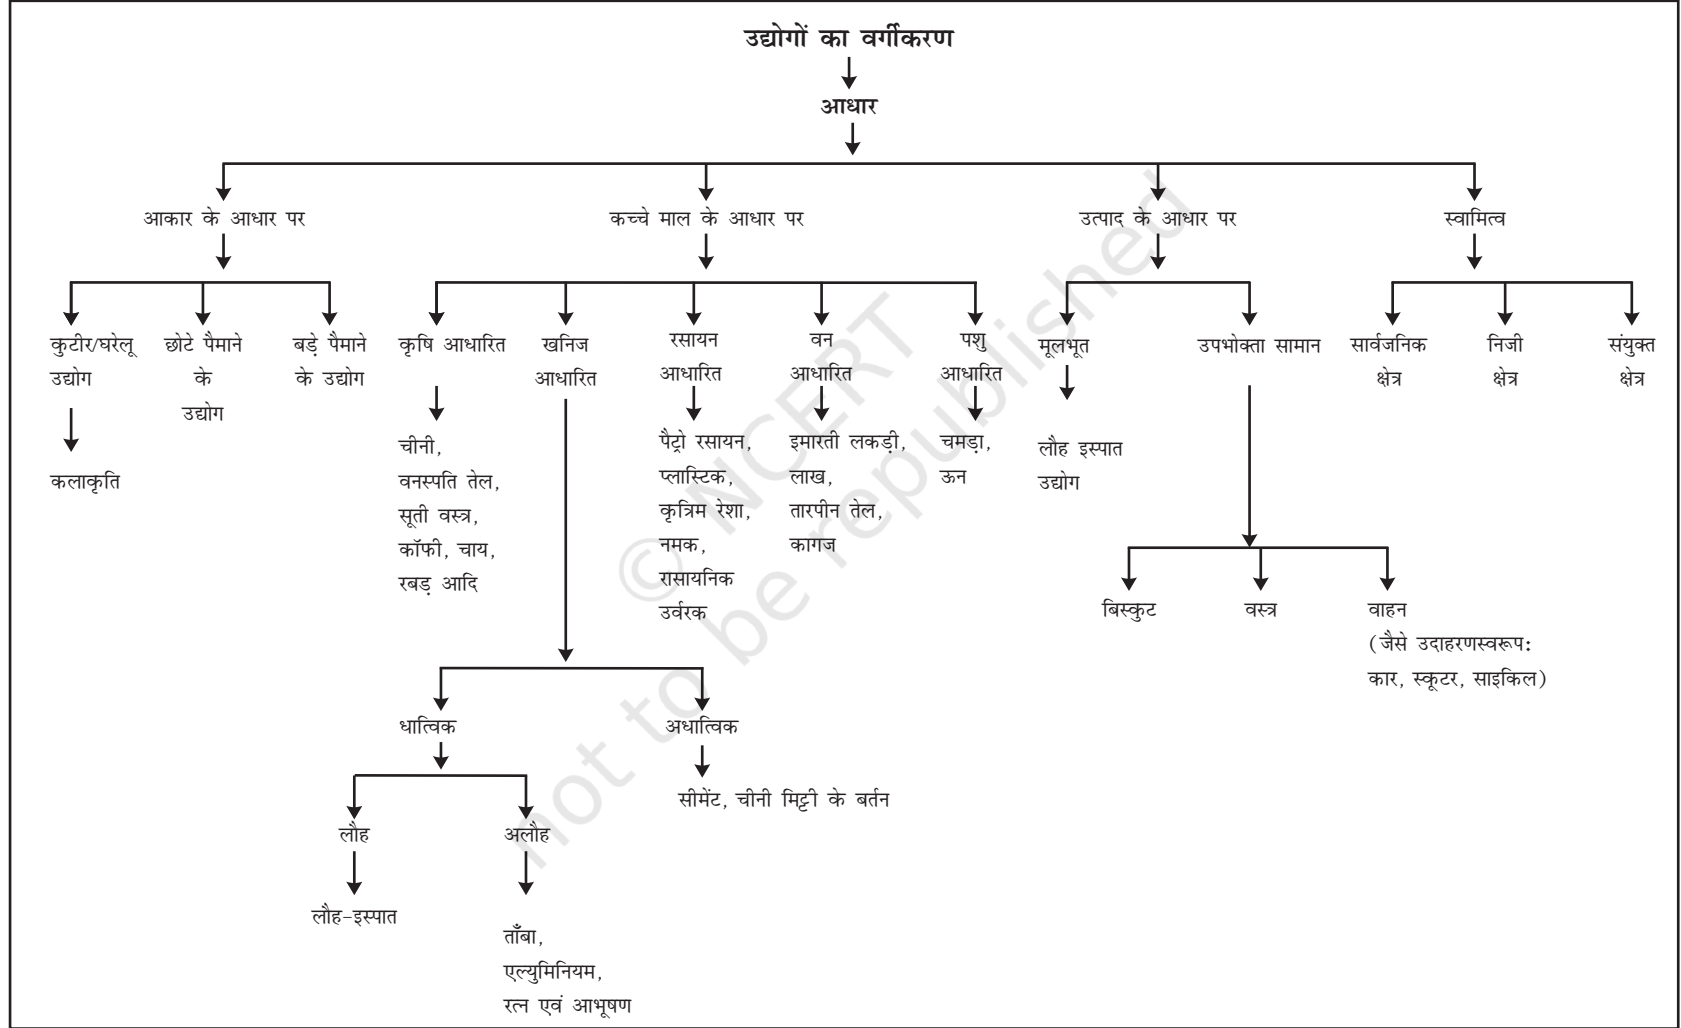 उद्योगों का वर्गीकरण
आधार
आकार के आधार पर
कच्चे माल के आधार पर
उत्पाद के आधार पर
स्वामित्व
कुटीर/घरेलू
उद्योग
छोटे पैमाने
के
उद्योग
बड़े पैमाने
के उद्योग
कृषि आधारित
खनिज
आधारित
रसायन
आधारित
वन
आधारित
पशु
आधारित
मूलभूत
उपभोक्ता सामान
सार्वजनिक
क्षेत्र
निजी
क्षेत्र
संयुक्त
क्षेत्र
कलाकृति
चीनी,
वनस्पति तेल,
सूती वस्त्र,
कॉफी, चाय,
रबड़ आदि
पैट्रो रसायन,
प्लास्टिक,
कृत्रिम रेशा,
नमक,
रासायनिक
उर्वरक
इमारती लकड़ी,
लाख,
तारपीन तेल,
कागज
चमड़ा,
ऊन
लौह इस्पात
उद्योग
बिस्कुट
वस्त्र
वाहन
(जैसे उदाहरणस्वरूप:
कार, स्कूटर, साइकिल)
धात्विक
अधात्विक
सीमेंट, चीनी मिट्टी के बर्तन
लौह
अलौह
लौह-इस्पात
ताँबा,
एल्युमिनियम,
रत्न एवं आभूषण
© NCERT
not to be republished